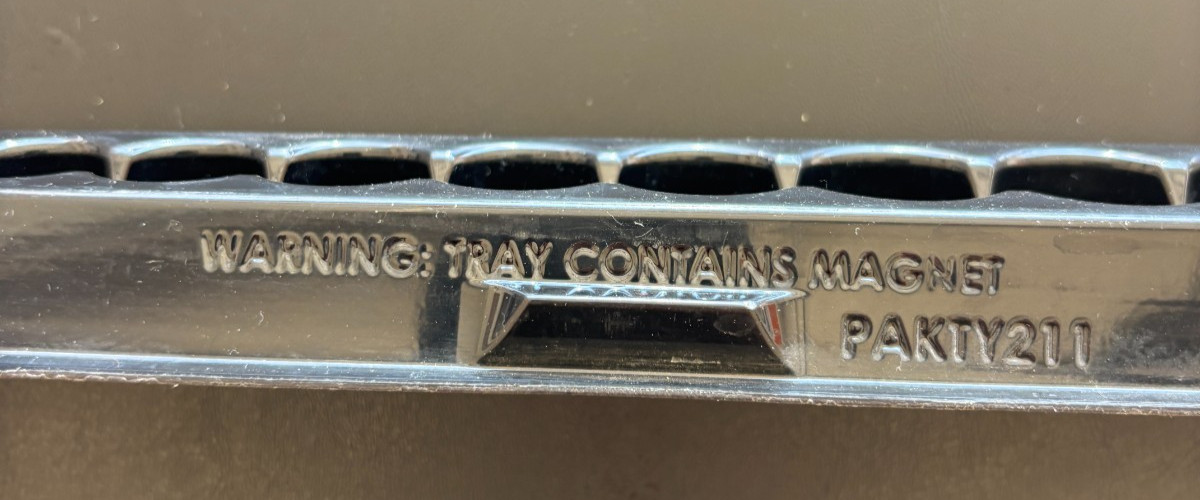 WARNING: TRAY CONTAINS MAGNET
PAKTY211